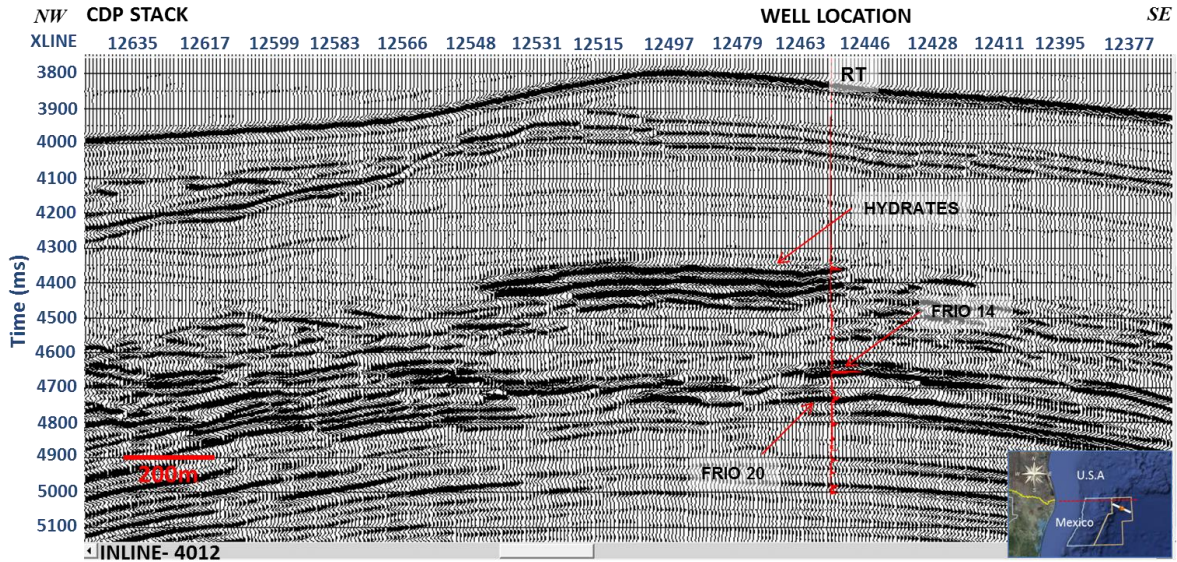 NW CDP STACK WELL LOCATION SE
XLINE 12635 12617 12599 12583 12566 12548 12531 12515 12497 12479 12463 12446 12428 12411 12395 12377
3800
RT
3900
4000
4100
4200
HYDRATES
4300
4400
4500
FRIO 14
4600
4700
4800
4900
200m
FRIO 20
5000
5100
Time (ms)
U.S.A
Mexico
INLINE- 4012